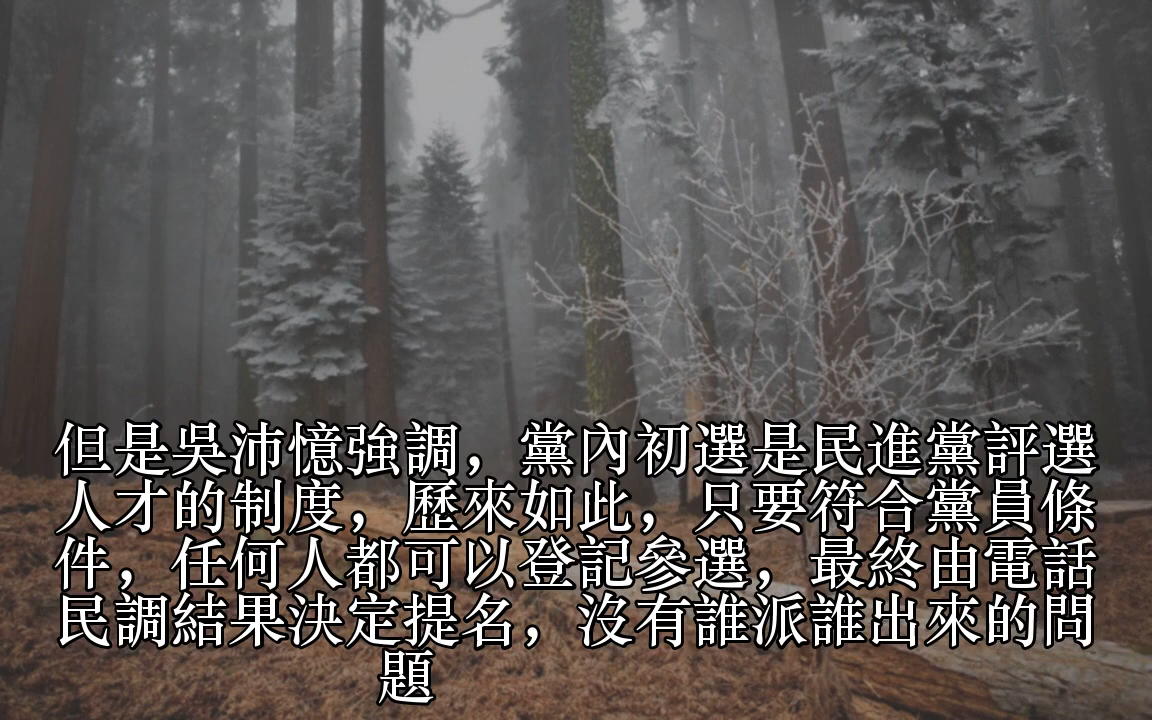 但是吳沛憶強調，黨內初選是民進黨評選
人才的制度，歷來如此，只要符合黨員條
件，任何人都可以登記參選，最終由電話
民調結果決定提名，沒有誰派誰出來的問
題